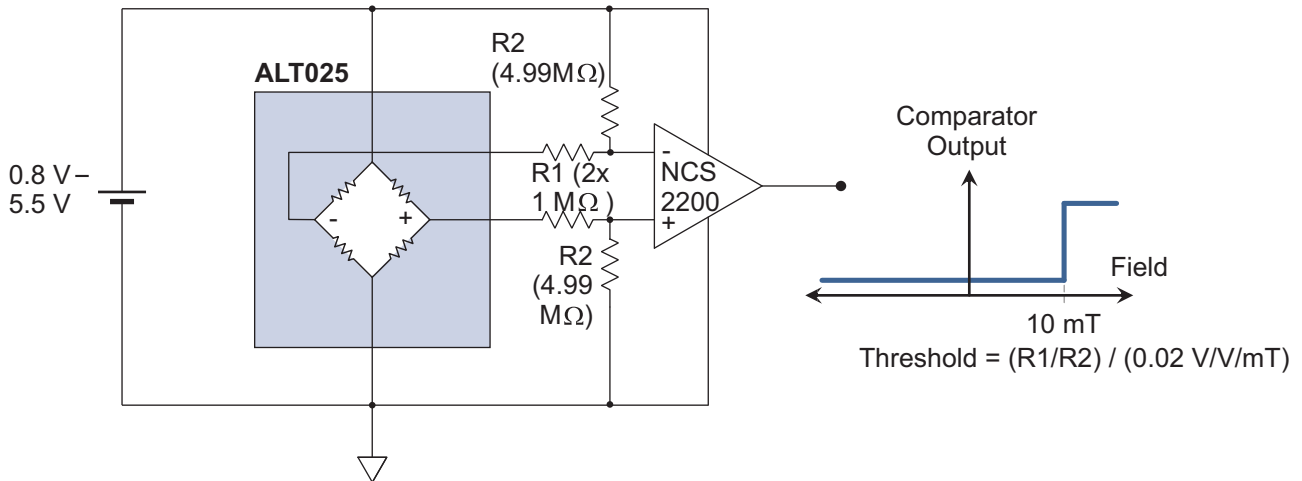 ALT025
0.8 V –
5.5 V
R2
(4.99MΩ)
R1 (2x
1 MΩ )
-
+
-
NCS
2200
+
R2
(4.99
MΩ)
Comparator
Output
Field
10 mT
Threshold = (R1/R2) / (0.02 V/V/mT)